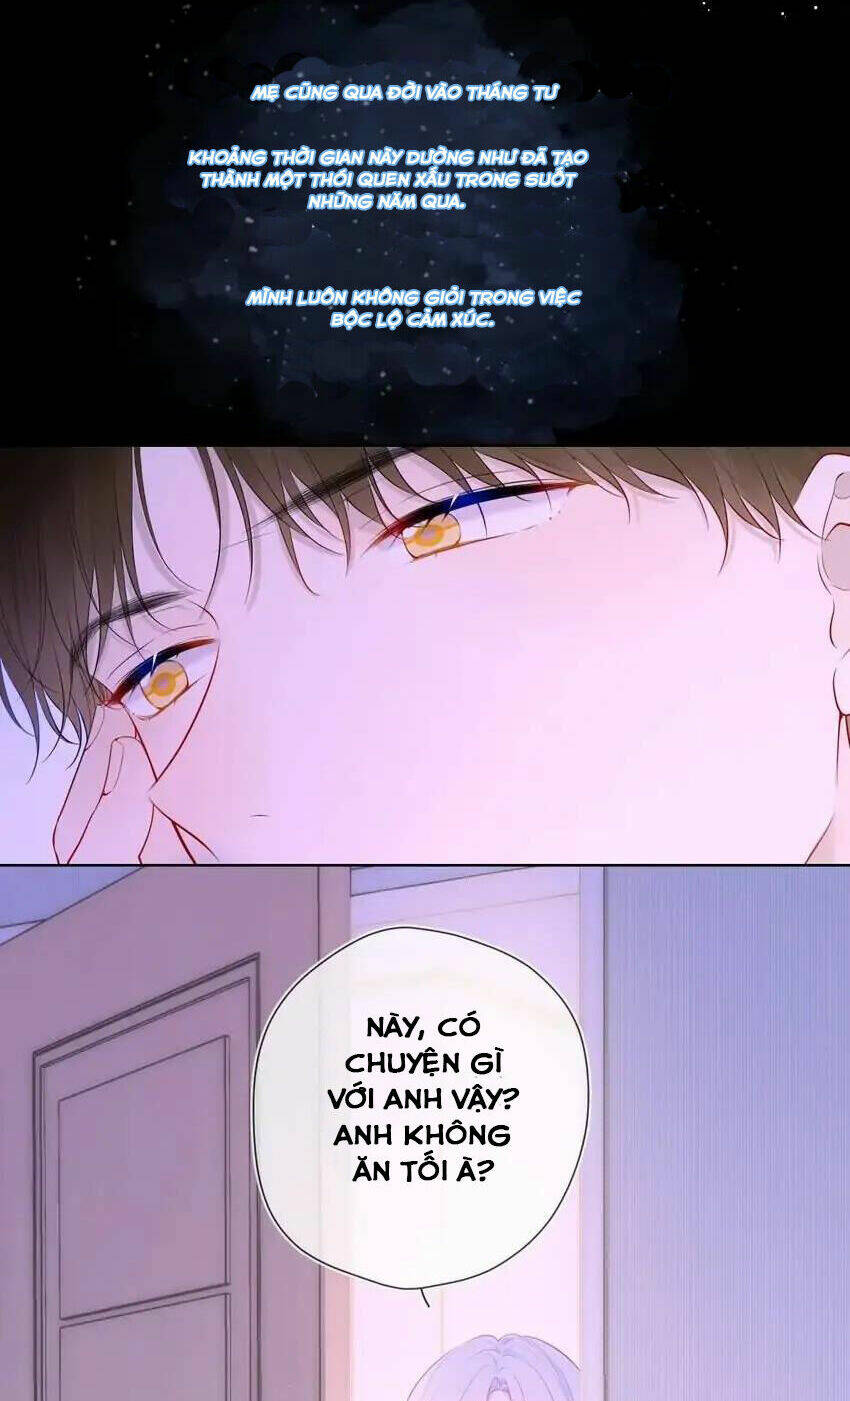 MẸ CŨNG QUA ĐỜI VÀO THÁNG TƯ
KHOẢNG THỜI GIAN NÀY DƯỜNG NHƯ ĐÃ TẠO
THÀNH MỘT THÓI QUEN XẤU TRONG SUỐT
NHỮNG NĂM QUA.
MÌNH LUÔN KHÔNG GIỎI TRONG VIỆC
BỘC LỘ CẢM XÚC.
NÀY, CÓ
CHUYỆN GÌ
VỚI ANH VẬY?
ANH KHÔNG
ĂN TỐI À?